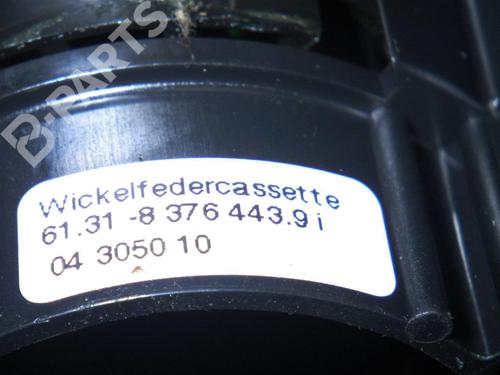 B-PARTS
Wickelfedercassette
61.31 -8 376 443.9 i
04 3050 10